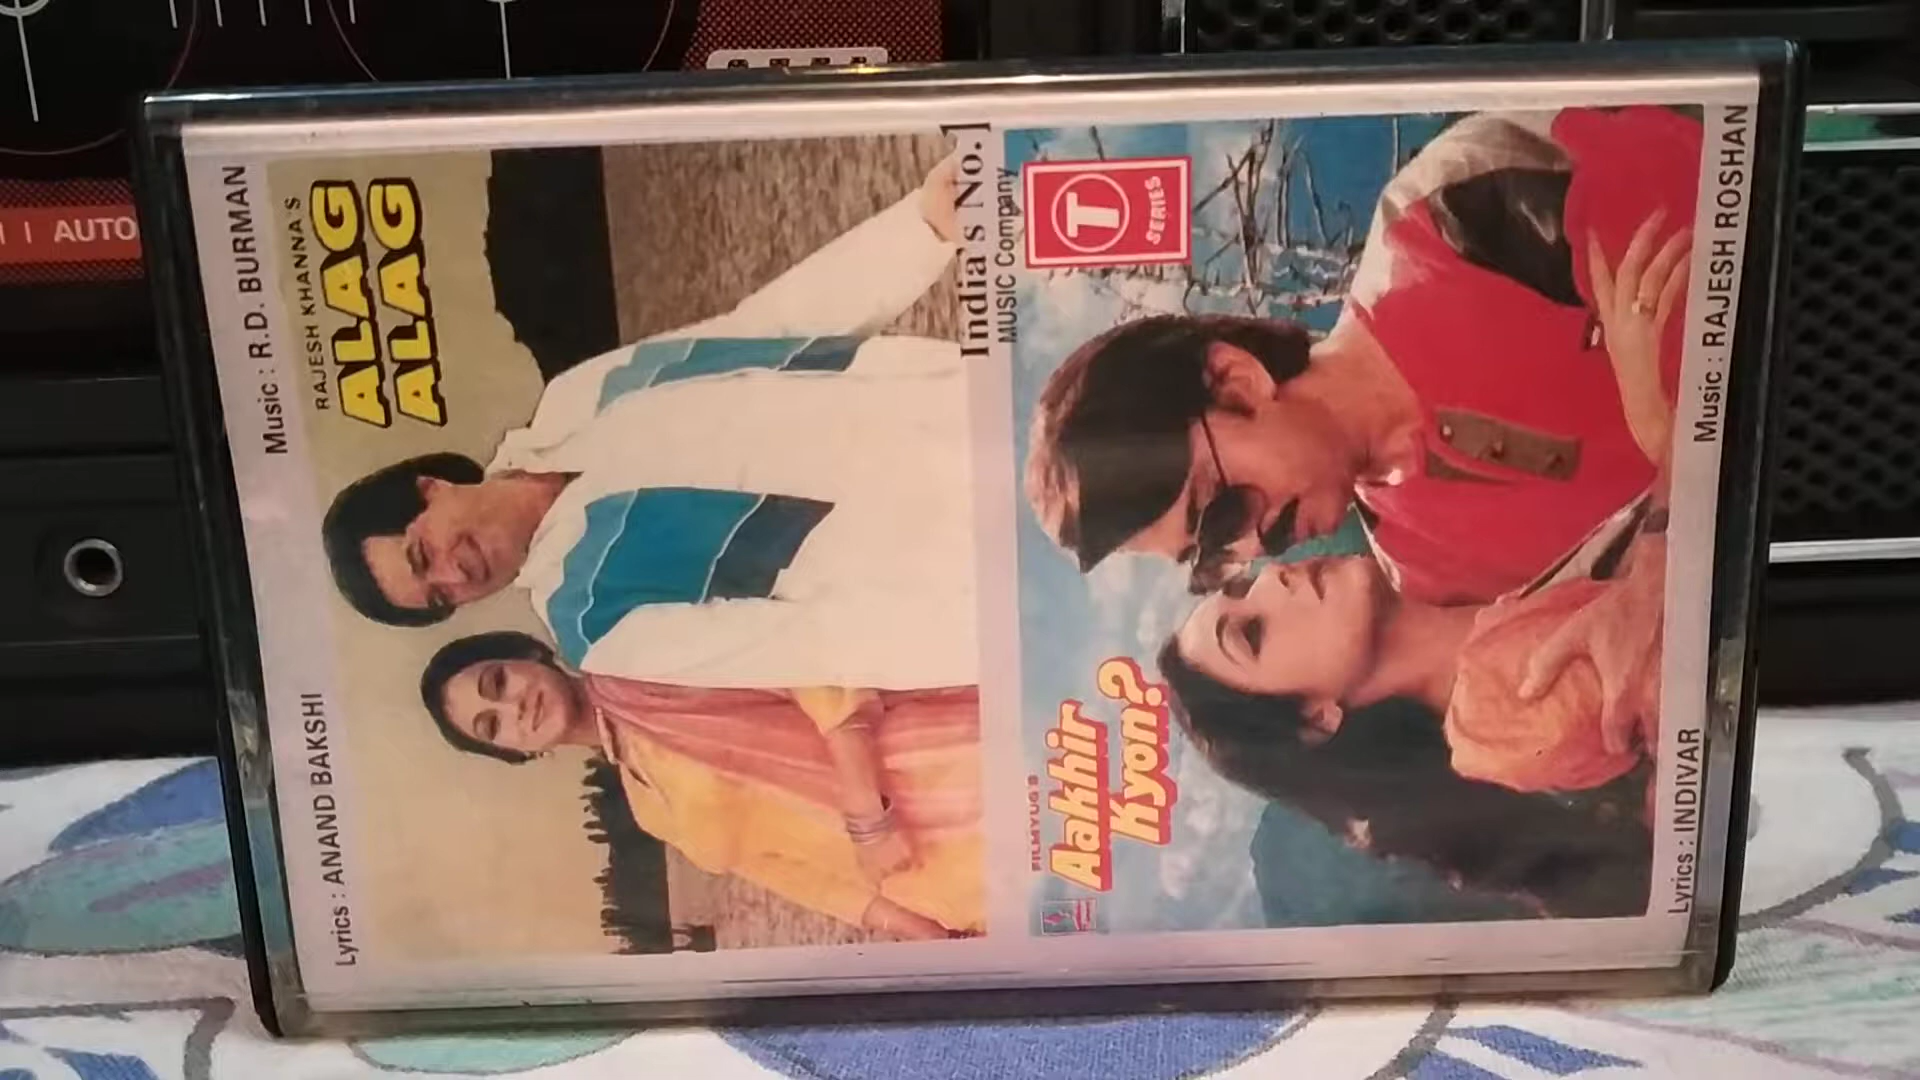 Music : R.D. BURMAN
Lyrics : ANAND BAKSHI
RAJESH KHANNA'S
ALAG
ALAG
India's No.1
MUSIC Company
T
SERIES
FILMYUG'S
Aakhir
Kyon?
Music : RAJESH ROSHAN
Lyrics : INDIVAR
AUTO